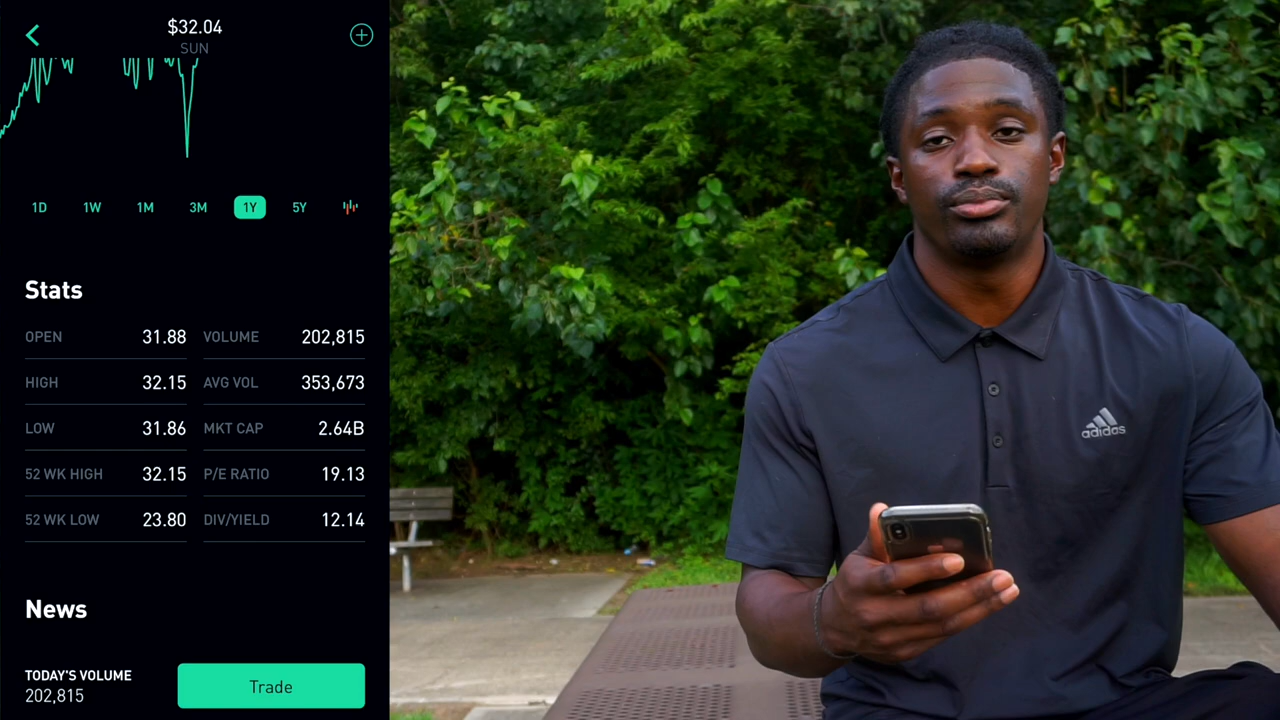 $32.04
SUN
1D 1W 1M 3M 1Y 5Y
Stats
OPEN 31.88 VOLUME 202,815
HIGH 32.15 AVG VOL 353,673
LOW 31.86 MKT CAP 2.64B
52 WK HIGH 32.15 P/E RATIO 19.13
52 WK LOW 23.80 DIV/YIELD 12.14
News
TODAY'S VOLUME
202,815
Trade
adidas